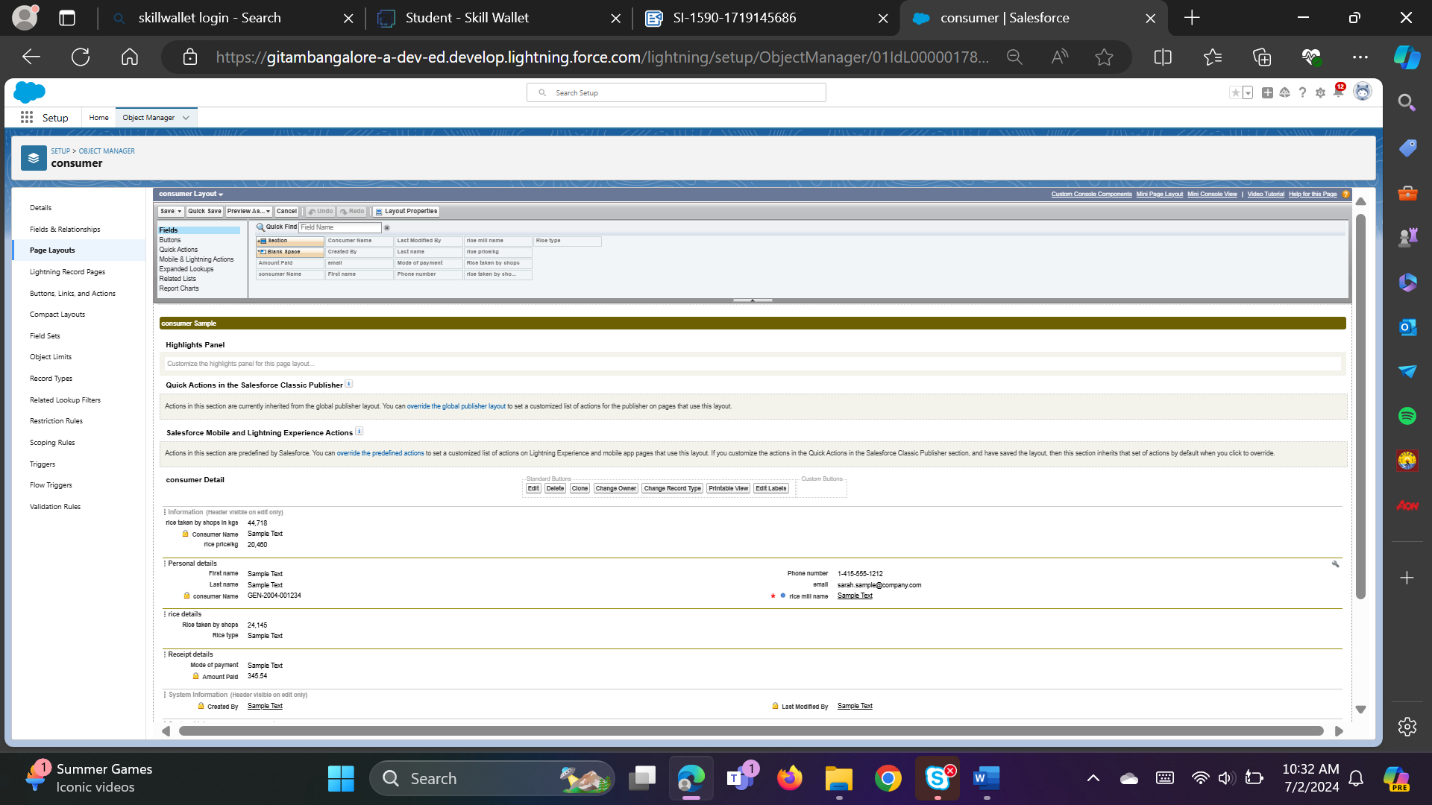 skillwallet login - Search
Student - Skill Wallet
SI-1590-1719145686
consumer | Salesforce
https://gitambangalore-a-dev-ed.develop.lightning.force.com/lightning/setup/ObjectManager/01IdL00000178...
Search Setup
12
Setup
Home
Object Manager
SETUP > OBJECT MANAGER
consumer
Details
Fields & Relationships
Page Layouts
Lightning Record Pages
Buttons, Links, and Actions
Compact Layouts
Field Sets
Object Limits
Record Types
Related Lookup Filters
Restriction Rules
Scoping Rules
Triggers
Flow Triggers
Validation Rules
consumer Layout
Custom Console Components Mini Page Layout Mini Console View | Video Tutorial Help for this Page
Save Quick Save Preview As... Cancel Undo Redo Layout Properties
Fields
Buttons
Quick Actions
Mobile & Lightning Actions
Expanded Lookups
Related Lists
Report Charts
Quick Find Field Name
Section Consumer Name Last Modified By rice mill name Rice type
Blank Space Created By Last name rice price/kg
Amount Paid email Mode of payment Rice taken by shops
consumer Name First name Phone number rice taken by sho...
consumer Sample
Highlights Panel
Customize the highlights panel for this page layout...
Quick Actions in the Salesforce Classic Publisher
Actions in this section are currently inherited from the global publisher layout. You can override the global publisher layout to set a customized list of actions for the publisher on pages that use this layout.
Salesforce Mobile and Lightning Experience Actions
Actions in this section are predefined by Salesforce. You can override the predefined actions to set a customized list of actions on Lightning Experience and mobile app pages that use this layout. If you customize the actions in the Quick Actions in the Salesforce Classic Publisher section, and have saved the layout, then this section inherits that set of actions by default when you click to override.
consumer Detail
Standard Buttons
Edit Delete Clone Change Owner Change Record Type Printable View Edit Labels
Custom Buttons
Information (Header visible on edit only)
rice taken by shops in kgs 44,718
Consumer Name Sample Text
rice price/kg 20,460
Personal details
First name Sample Text Phone number 1-415-555-1212
Last name Sample Text email sarah.sample@company.com
consumer Name GEN-2004-001234 * rice mill name Sample Text
rice details
Rice taken by shops 24,145
Rice type Sample Text
Receipt details
Mode of payment Sample Text
Amount Paid 345.54
System Information (Header visible on edit only)
Created By Sample Text Last Modified By Sample Text
AON
1
Summer Games
Iconic videos
Search
1
10:32 AM
7/2/2024
PRE